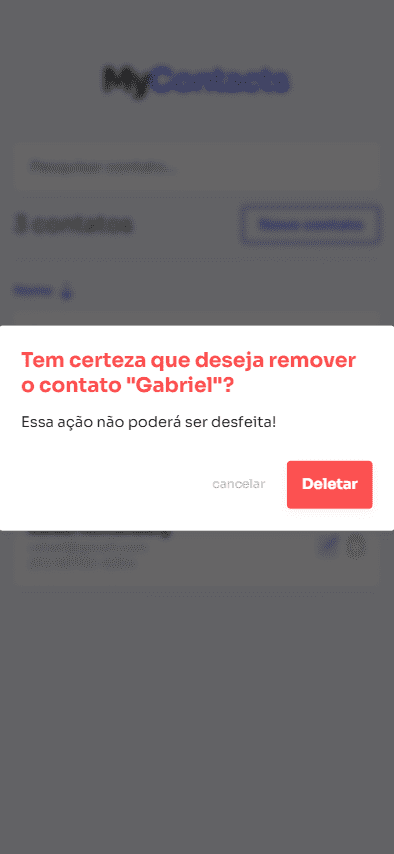 MyContacts
Pesquisar contato...
3 contatos
Novo contato
Nome
Tem certeza que deseja remover
o contato "Gabriel"?
Essa ação não poderá ser desfeita!
cancelar
Deletar